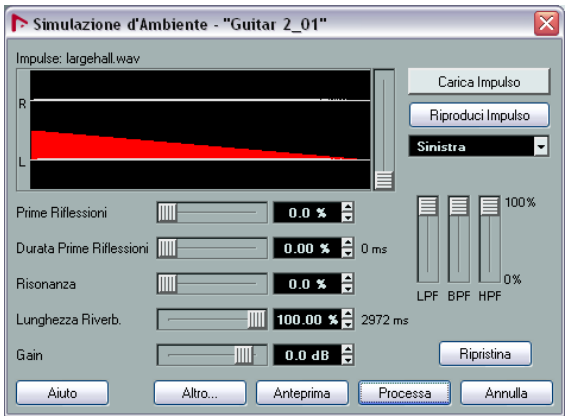 Simulazione d'Ambiente - "Guitar 2_01"
Impulse: largehall.wav
R
L
Carica Impulso
Riproduci Impulso
Sinistra
Prime Riflessioni 0.0 %
Durata Prime Riflessioni 0.00 % 0 ms
Risonanza 0.0 %
Lunghezza Riverb. 100.00 % 2972 ms
Gain 0.0 dB
100%
0%
LPF BPF HPF
Ripristina
Aiuto Altro... Anteprima Processa Annulla